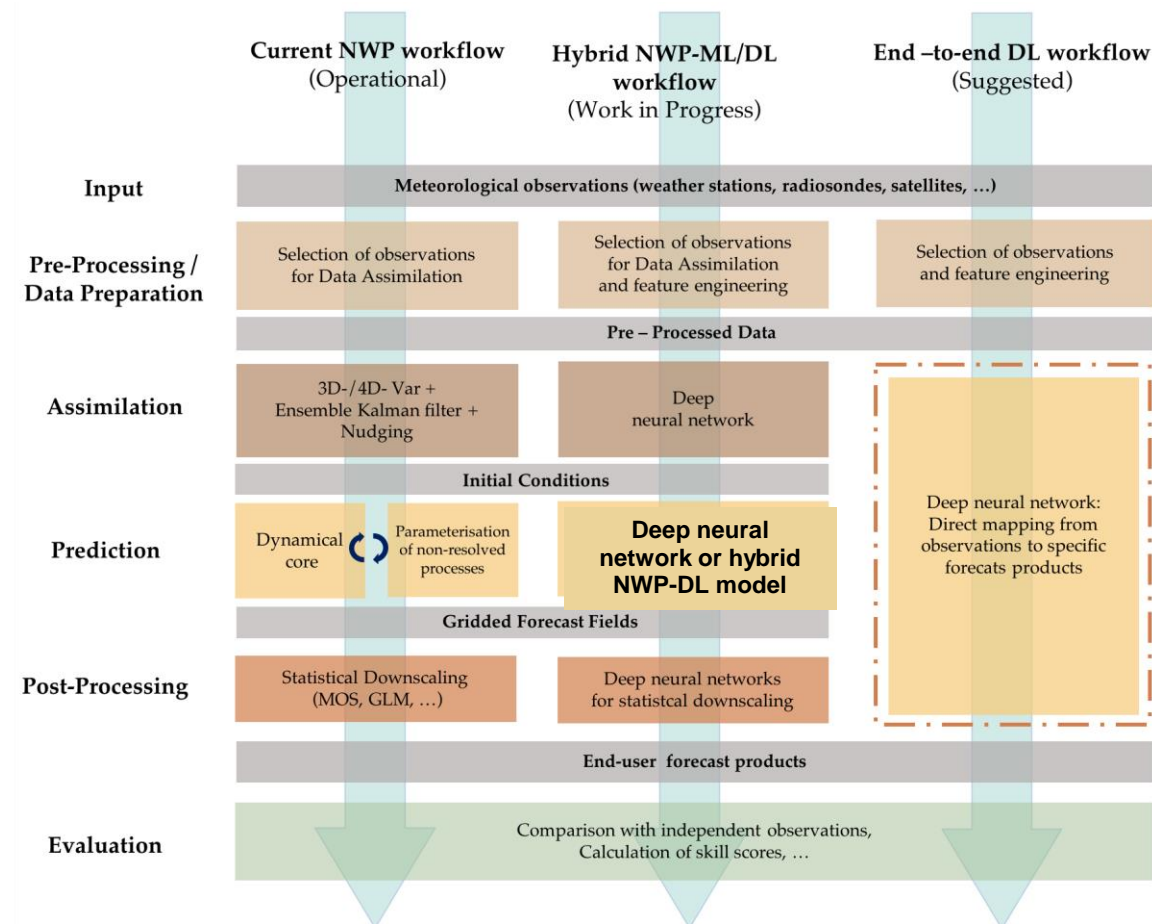 Current NWP workflow
(Operational)
Hybrid NWP-ML/DL
workflow
(Work in Progress)
End –to-end DL workflow
(Suggested)
Input
Meteorological observations (weather stations, radiosondes, satellites, …)
Pre-Processing /
Data Preparation
Selection of observations
for Data Assimilation
Selection of observations
for Data Assimilation
and feature engineering
Selection of observations
and feature engineering
Pre – Processed Data
Assimilation
3D-/4D- Var +
Ensemble Kalman filter +
Nudging
Deep
neural network
Initial Conditions
Prediction
Dynamical
core
Parameterisation
of non-resolved
processes
Deep neural
network or hybrid
NWP-DL model
Deep neural network:
Direct mapping from
observations to specific
forecats products
Gridded Forecast Fields
Post-Processing
Statistical Downscaling
(MOS, GLM, …)
Deep neural networks
for statistcal downscaling
End-user forecast products
Evaluation
Comparison with independent observations,
Calculation of skill scores, …